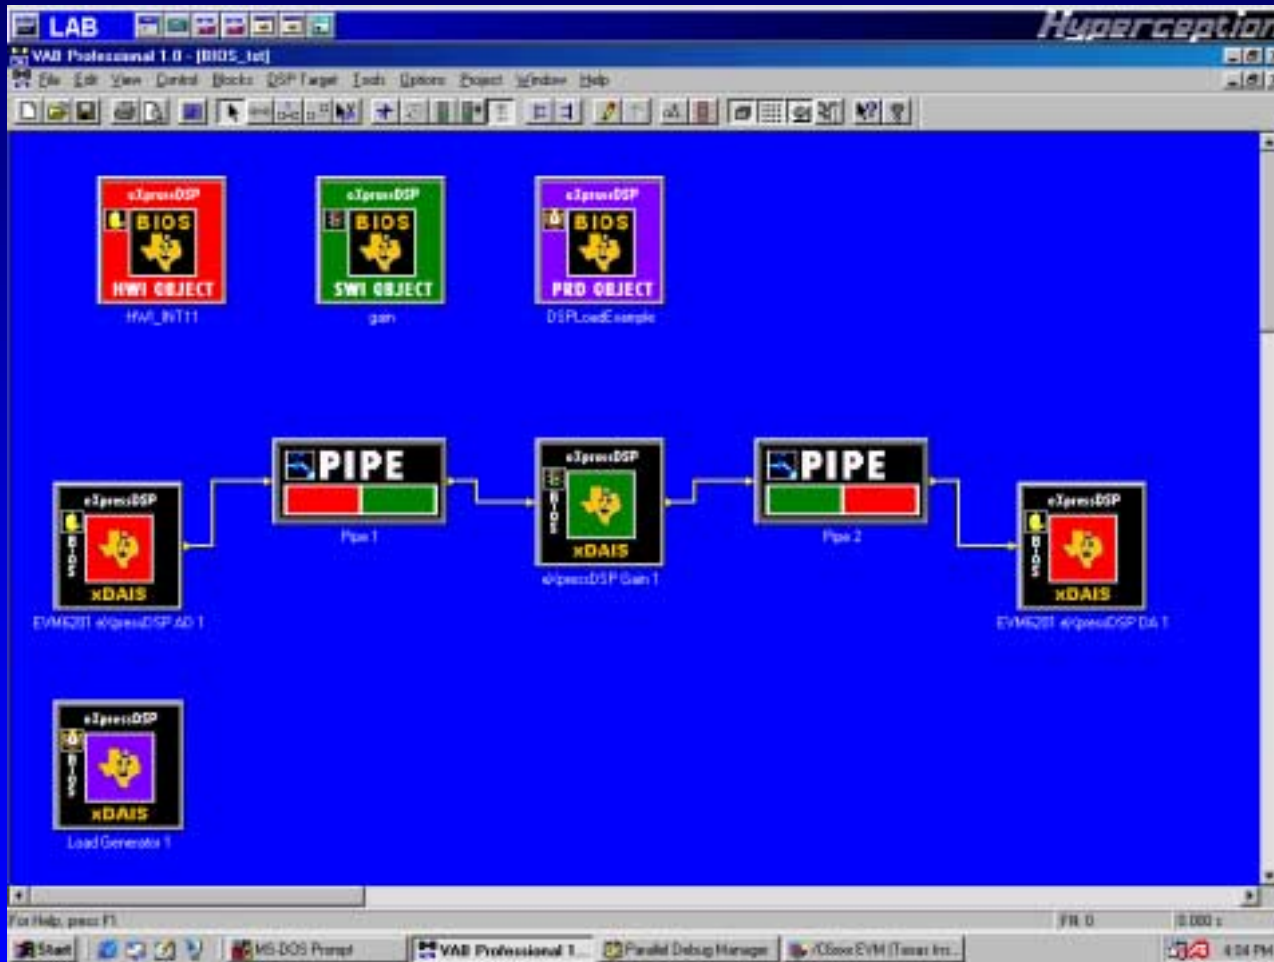 LAB
Hyperception
VAB Professional 1.0 - [BIOS_tst]
File Edit View Control Blocks DSP Target Tools Options Project Window Help
eXpressDSP
BIOS
HWI OBJECT
HWI_INT11
eXpressDSP
BIOS
SWI OBJECT
gain
eXpressDSP
BIOS
PRD OBJECT
DSPLoadExample
PIPE
Pipe 1
eXpressDSP
BIOS
xDAIS
eXpressDSP Gain 1
PIPE
Pipe 2
eXpressDSP
BIOS
xDAIS
EVM6201 eXpressDSP AD 1
eXpressDSP
BIOS
xDAIS
EVM6201 eXpressDSP DA 1
eXpressDSP
BIOS
xDAIS
Load Generator 1
For Help, press F1
FR: 0
0.000 s
Start
MS-DOS Prompt
VAB Professional 1...
Parallel Debug Manager
/C6xxx EVM (Texas Ins...
4:04 PM